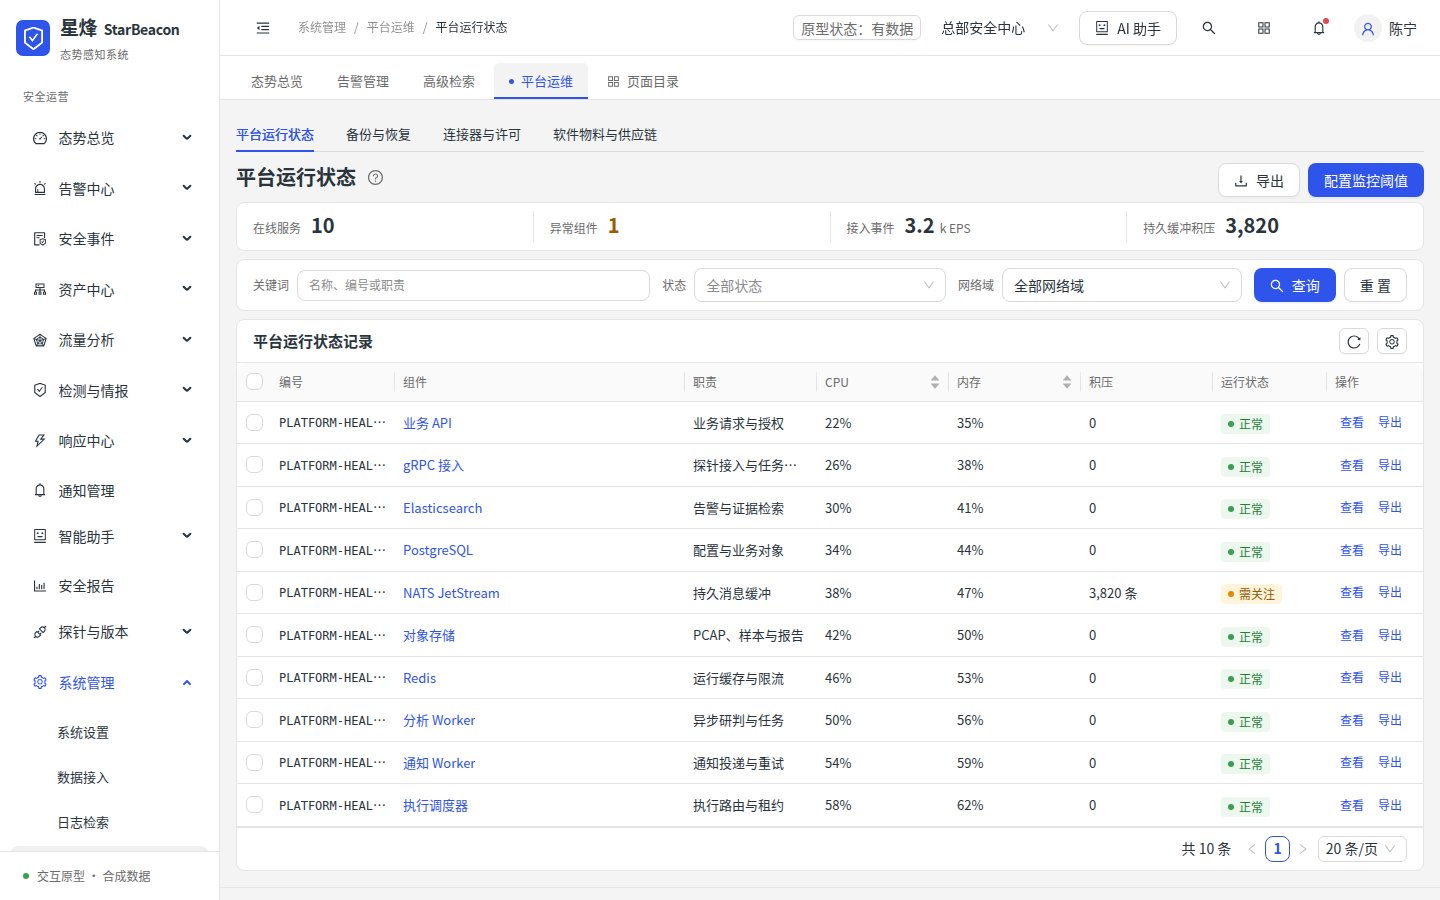 星烽 StarBeacon
态势感知系统
安全运营
态势总览
告警中心
安全事件
资产中心
流量分析
检测与情报
响应中心
通知管理
智能助手
安全报告
探针与版本
系统管理
系统设置
数据接入
日志检索
交互原型 · 合成数据
系统管理 / 平台运维 / 平台运行状态
原型状态：有数据
总部安全中心
AI 助手
陈宁
态势总览 告警管理 高级检索 平台运维 页面目录
平台运行状态 备份与恢复 连接器与许可 软件物料与供应链
平台运行状态
导出
配置监控阈值
在线服务 10
异常组件 1
接入事件 3.2 k EPS
持久缓冲积压 3,820
关键词 名称、编号或职责
状态 全部状态
网络域 全部网络域
查询
重 置
平台运行状态记录
编号 组件 职责 CPU 内存 积压 运行状态 操作
PLATFORM-HEAL··· 业务 API 业务请求与授权 22% 35% 0 正常 查看 导出
PLATFORM-HEAL··· gRPC 接入 探针接入与任务··· 26% 38% 0 正常 查看 导出
PLATFORM-HEAL··· Elasticsearch 告警与证据检索 30% 41% 0 正常 查看 导出
PLATFORM-HEAL··· PostgreSQL 配置与业务对象 34% 44% 0 正常 查看 导出
PLATFORM-HEAL··· NATS JetStream 持久消息缓冲 38% 47% 3,820 条 需关注 查看 导出
PLATFORM-HEAL··· 对象存储 PCAP、样本与报告 42% 50% 0 正常 查看 导出
PLATFORM-HEAL··· Redis 运行缓存与限流 46% 53% 0 正常 查看 导出
PLATFORM-HEAL··· 分析 Worker 异步研判与任务 50% 56% 0 正常 查看 导出
PLATFORM-HEAL··· 通知 Worker 通知投递与重试 54% 59% 0 正常 查看 导出
PLATFORM-HEAL··· 执行调度器 执行路由与租约 58% 62% 0 正常 查看 导出
共 10 条 1 20 条/页